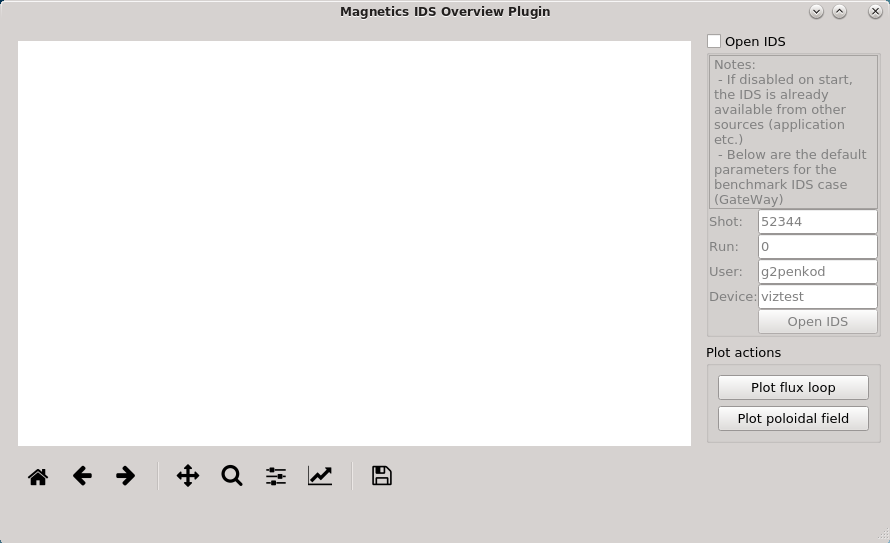 Magnetics IDS Overview Plugin
Open IDS
Notes:
- If disabled on start,
the IDS is already
available from other
sources (application
etc.)
- Below are the default
parameters for the
benchmark IDS case
(GateWay)
Shot: 52344
Run: 0
User: g2penkod
Device: viztest
Open IDS
Plot actions
Plot flux loop
Plot poloidal field